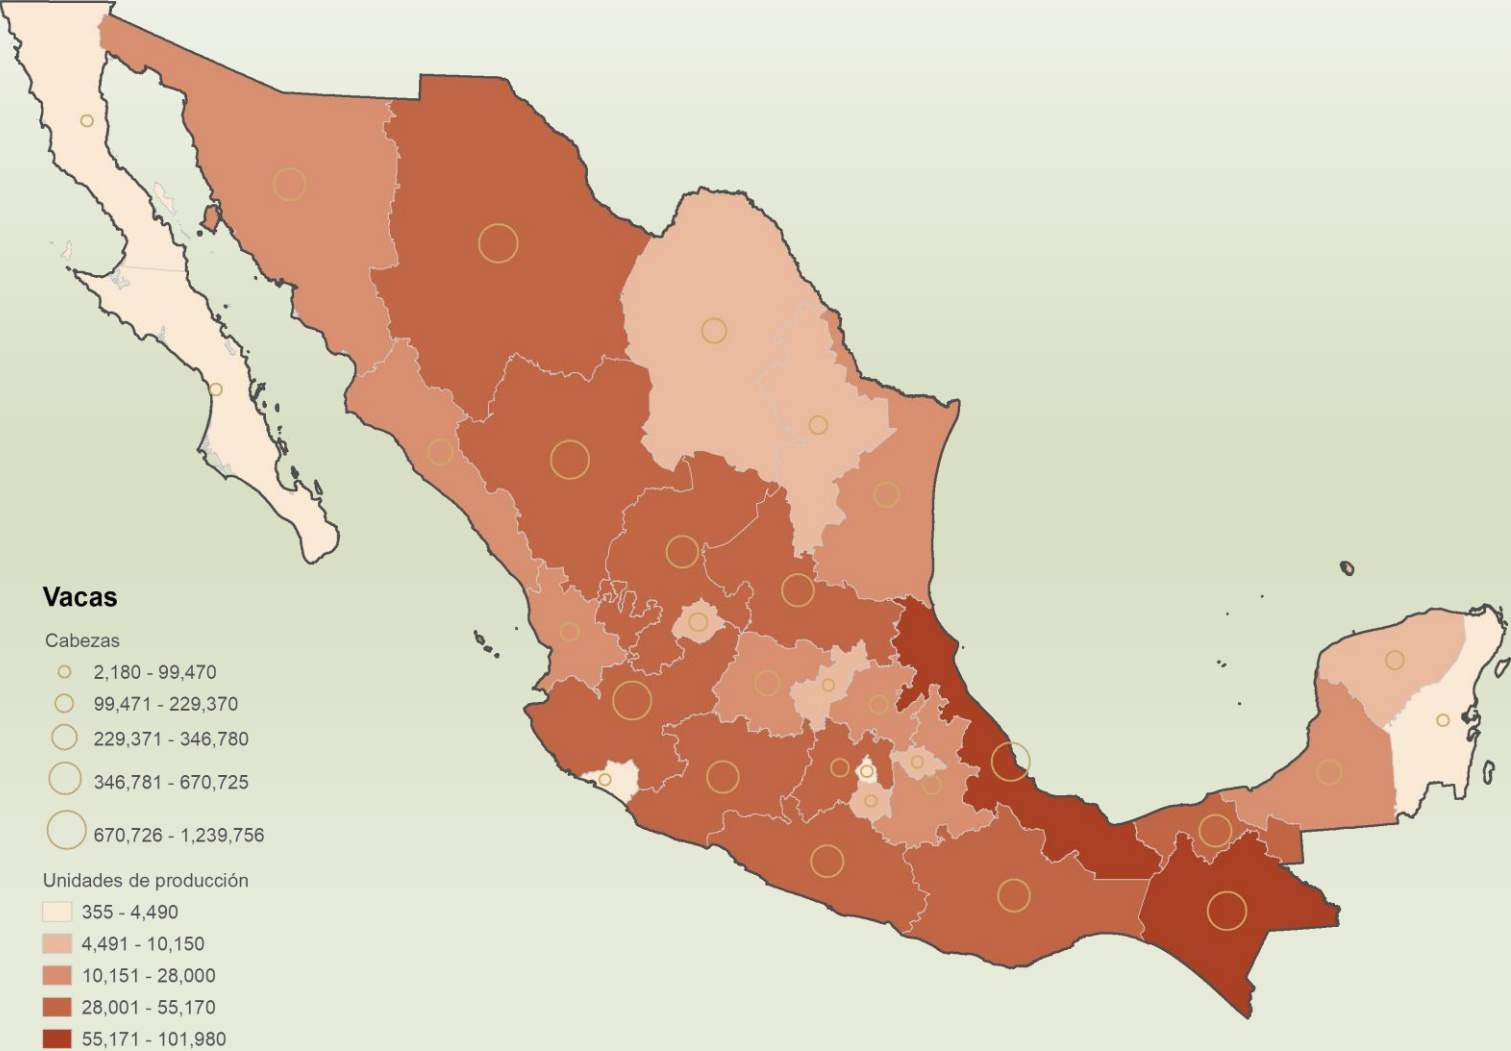 Vacas
Cabezas
2,180 - 99,470
99,471 - 229,370
229,371 - 346,780
346,781 - 670,725
670,726 - 1,239,756
Unidades de producción
355 - 4,490
4,491 - 10,150
10,151 - 28,000
28,001 - 55,170
55,171 - 101,980